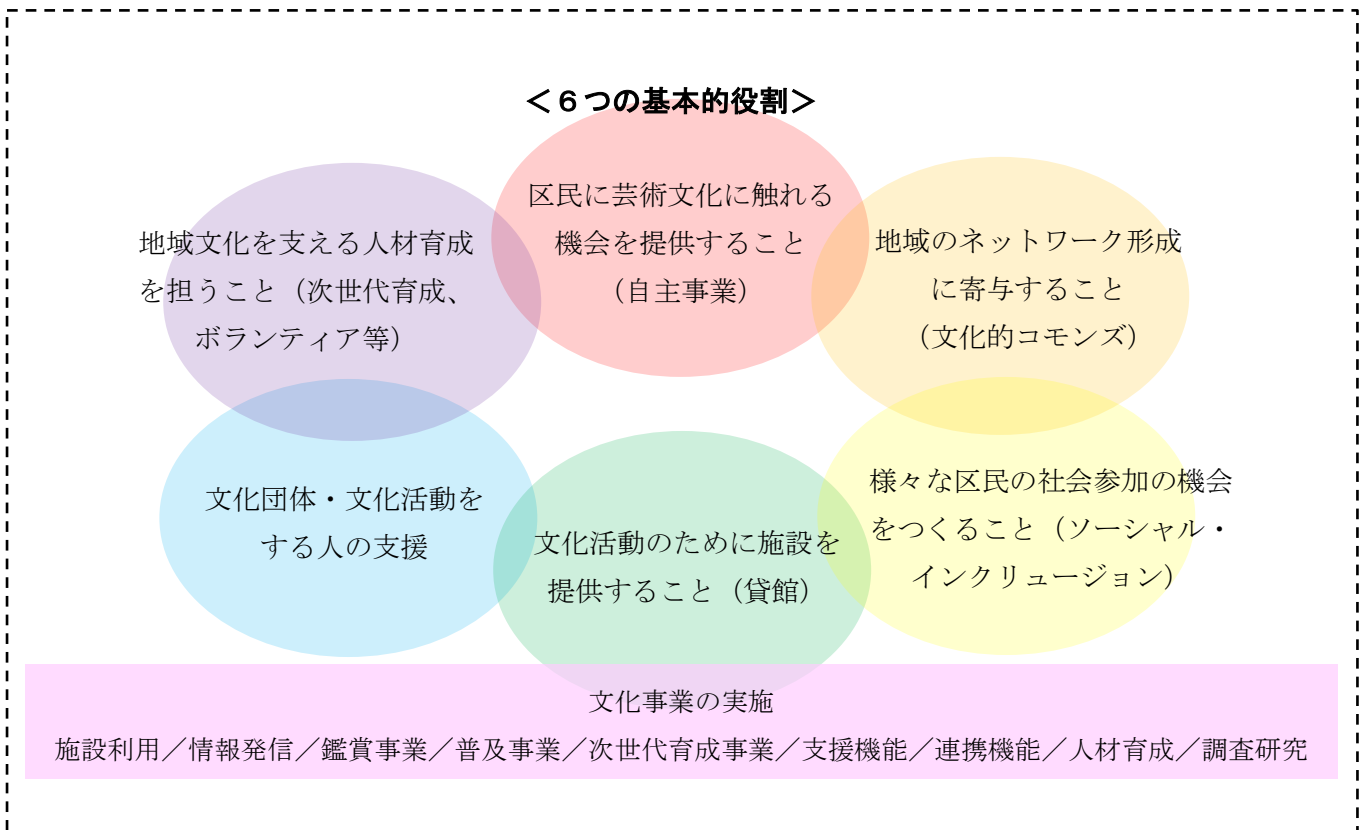 ＜６つの基本的役割＞
区民に芸術文化に触れる
機会を提供すること
（自主事業）
地域文化を支える人材育成
を担うこと（次世代育成、
ボランティア等）
地域のネットワーク形成
に寄与すること
（文化的コモンズ）
文化団体・文化活動を
する人の支援
文化活動のために施設を
提供すること（貸館）
様々な区民の社会参加の機会
をつくること（ソーシャル・
インクリュージョン）
文化事業の実施
施設利用／情報発信／鑑賞事業／普及事業／次世代育成事業／支援機能／連携機能／人材育成／調査研究